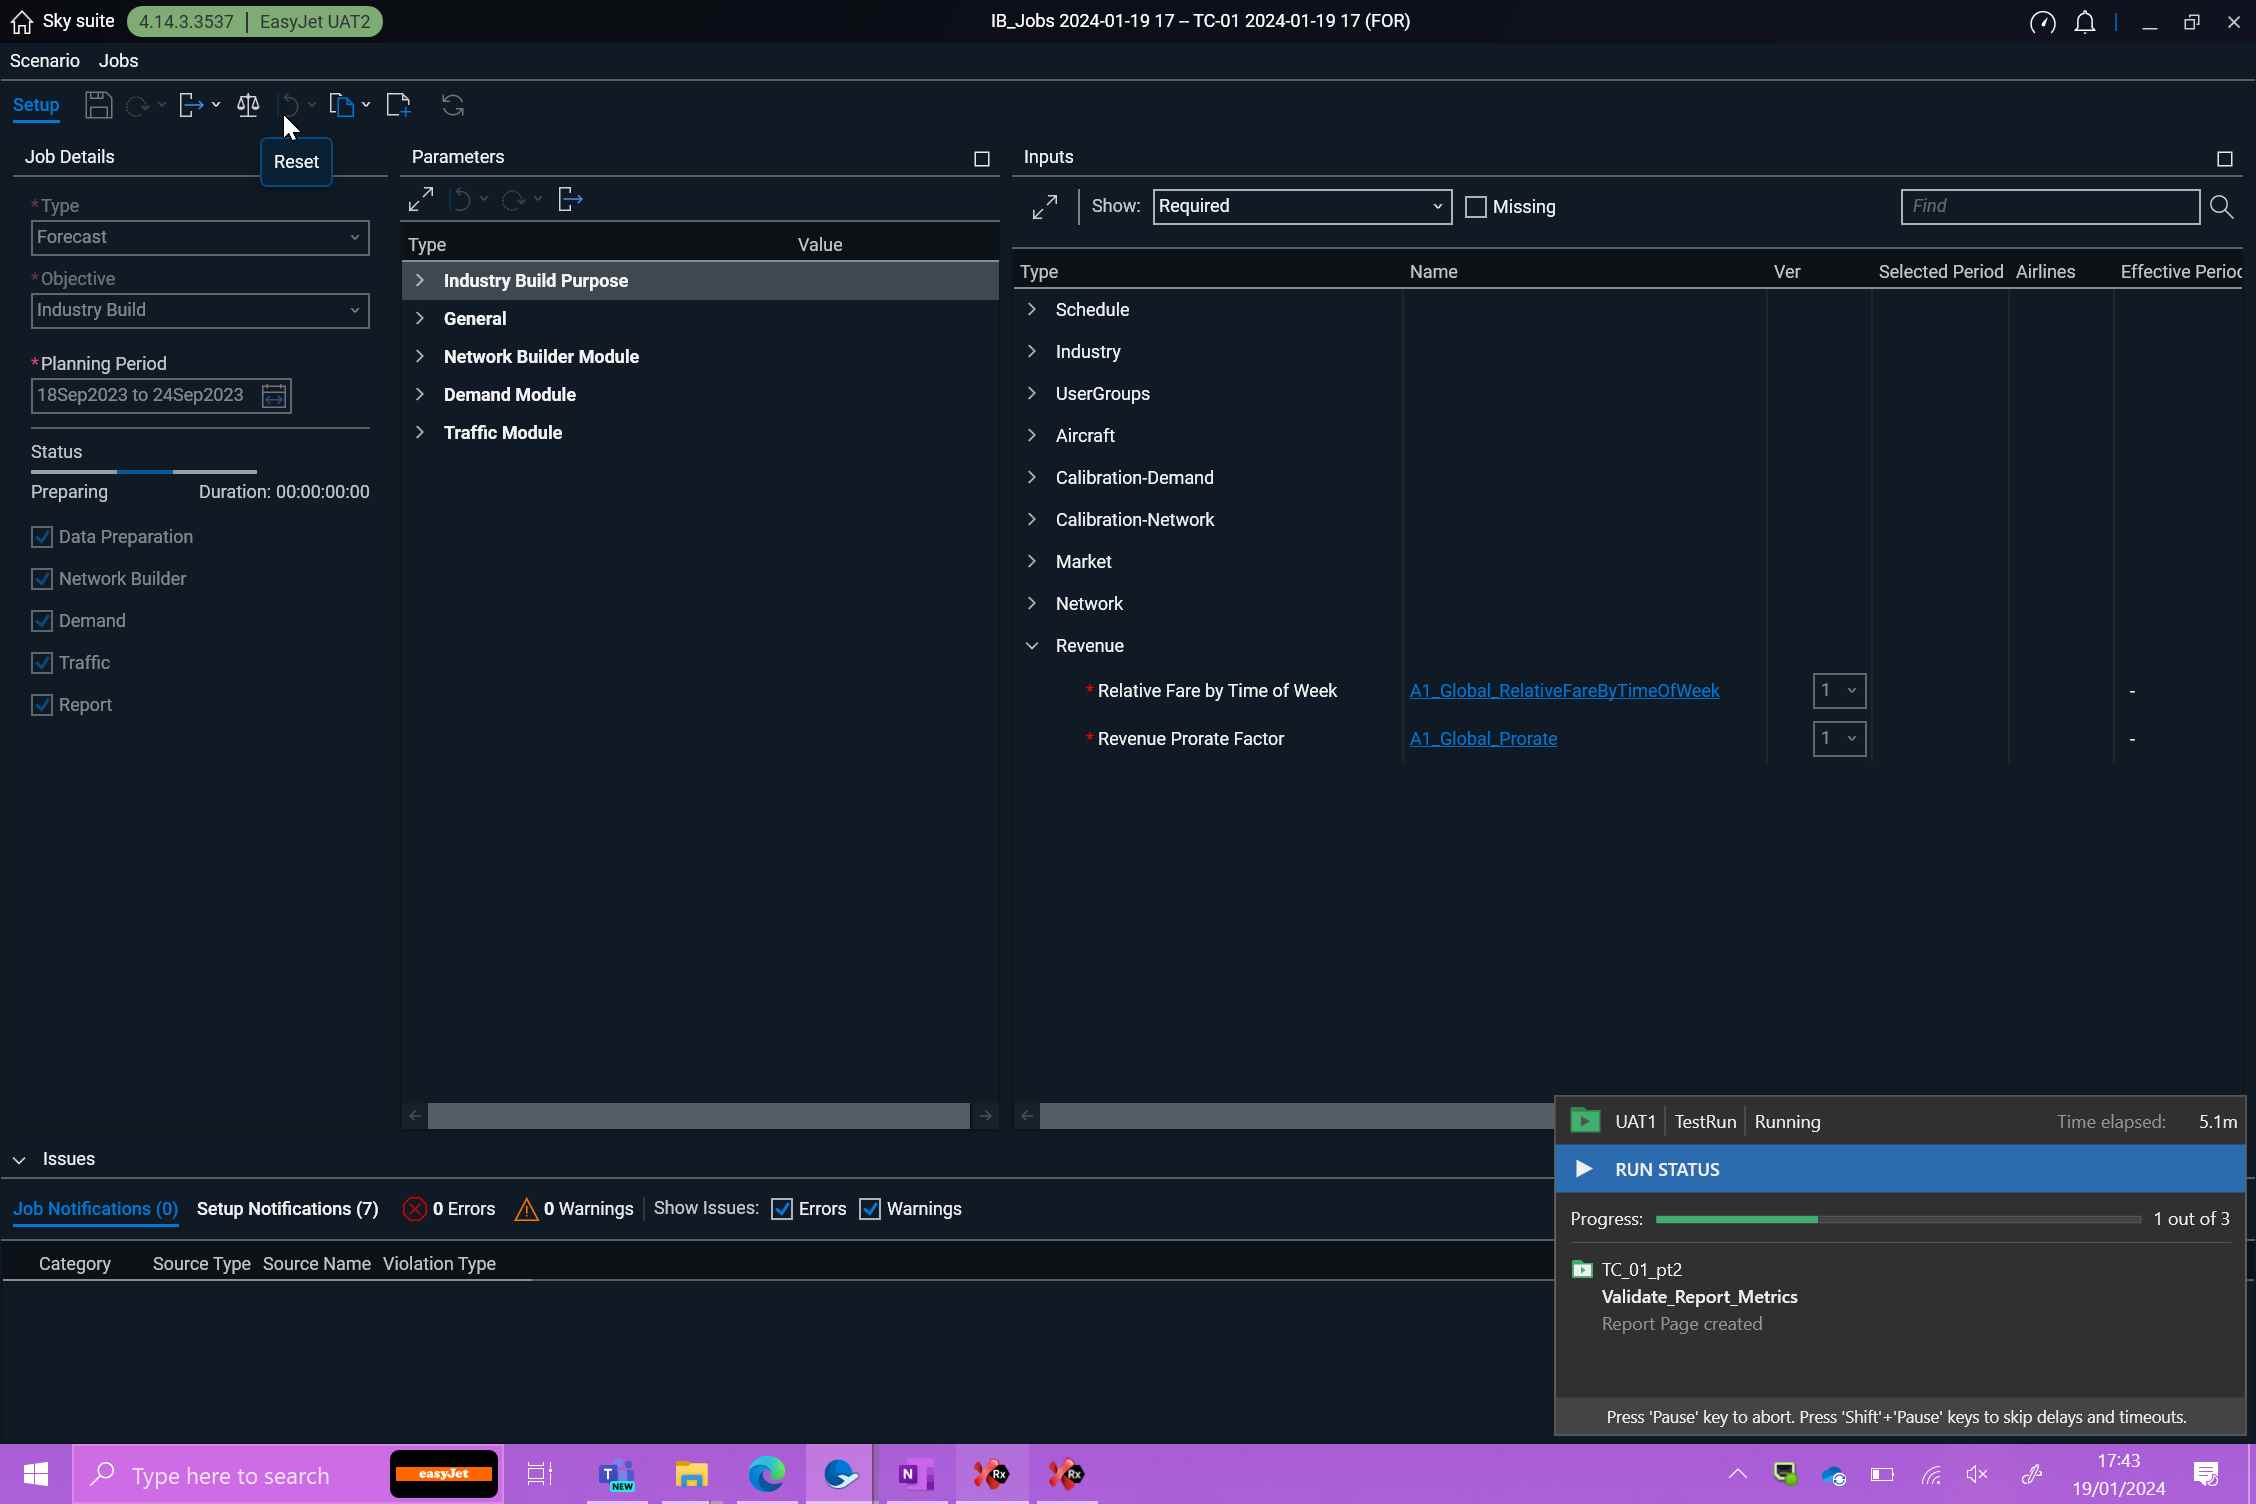 Sky suite 4.14.3.3537 | EasyJet UAT2 IB_Jobs 2024-01-19 17 – TC-01 2024-01-19 17 (FOR)
Scenario Jobs
Setup
Reset
Job Details
*Type
Forecast
*Objective
Industry Build
*Planning Period
18Sep2023 to 24Sep2023
Status
Preparing Duration: 00:00:00:00
Data Preparation
Network Builder
Demand
Traffic
Report
Parameters
Type Value
Industry Build Purpose
General
Network Builder Module
Demand Module
Traffic Module
Inputs
Show: Required Missing Find
Type Name Ver Selected Period Airlines Effective Period
Schedule
Industry
UserGroups
Aircraft
Calibration-Demand
Calibration-Network
Market
Network
Revenue
* Relative Fare by Time of Week A1_Global_RelativeFareByTimeOfWeek 1 -
* Revenue Prorate Factor A1_Global_Prorate 1 -
Issues
Job Notifications (0) Setup Notifications (7) 0 Errors 0 Warnings Show Issues: Errors Warnings
Category Source Type Source Name Violation Type
UAT1 TestRun Running Time elapsed: 5.1m
RUN STATUS
Progress: 1 out of 3
TC_01_pt2
Validate_Report_Metrics
Report Page created
Press 'Pause' key to abort. Press 'Shift'+'Pause' keys to skip delays and timeouts.
Type here to search easyJet
T NEW
N
Rx
Rx
17:43
19/01/2024